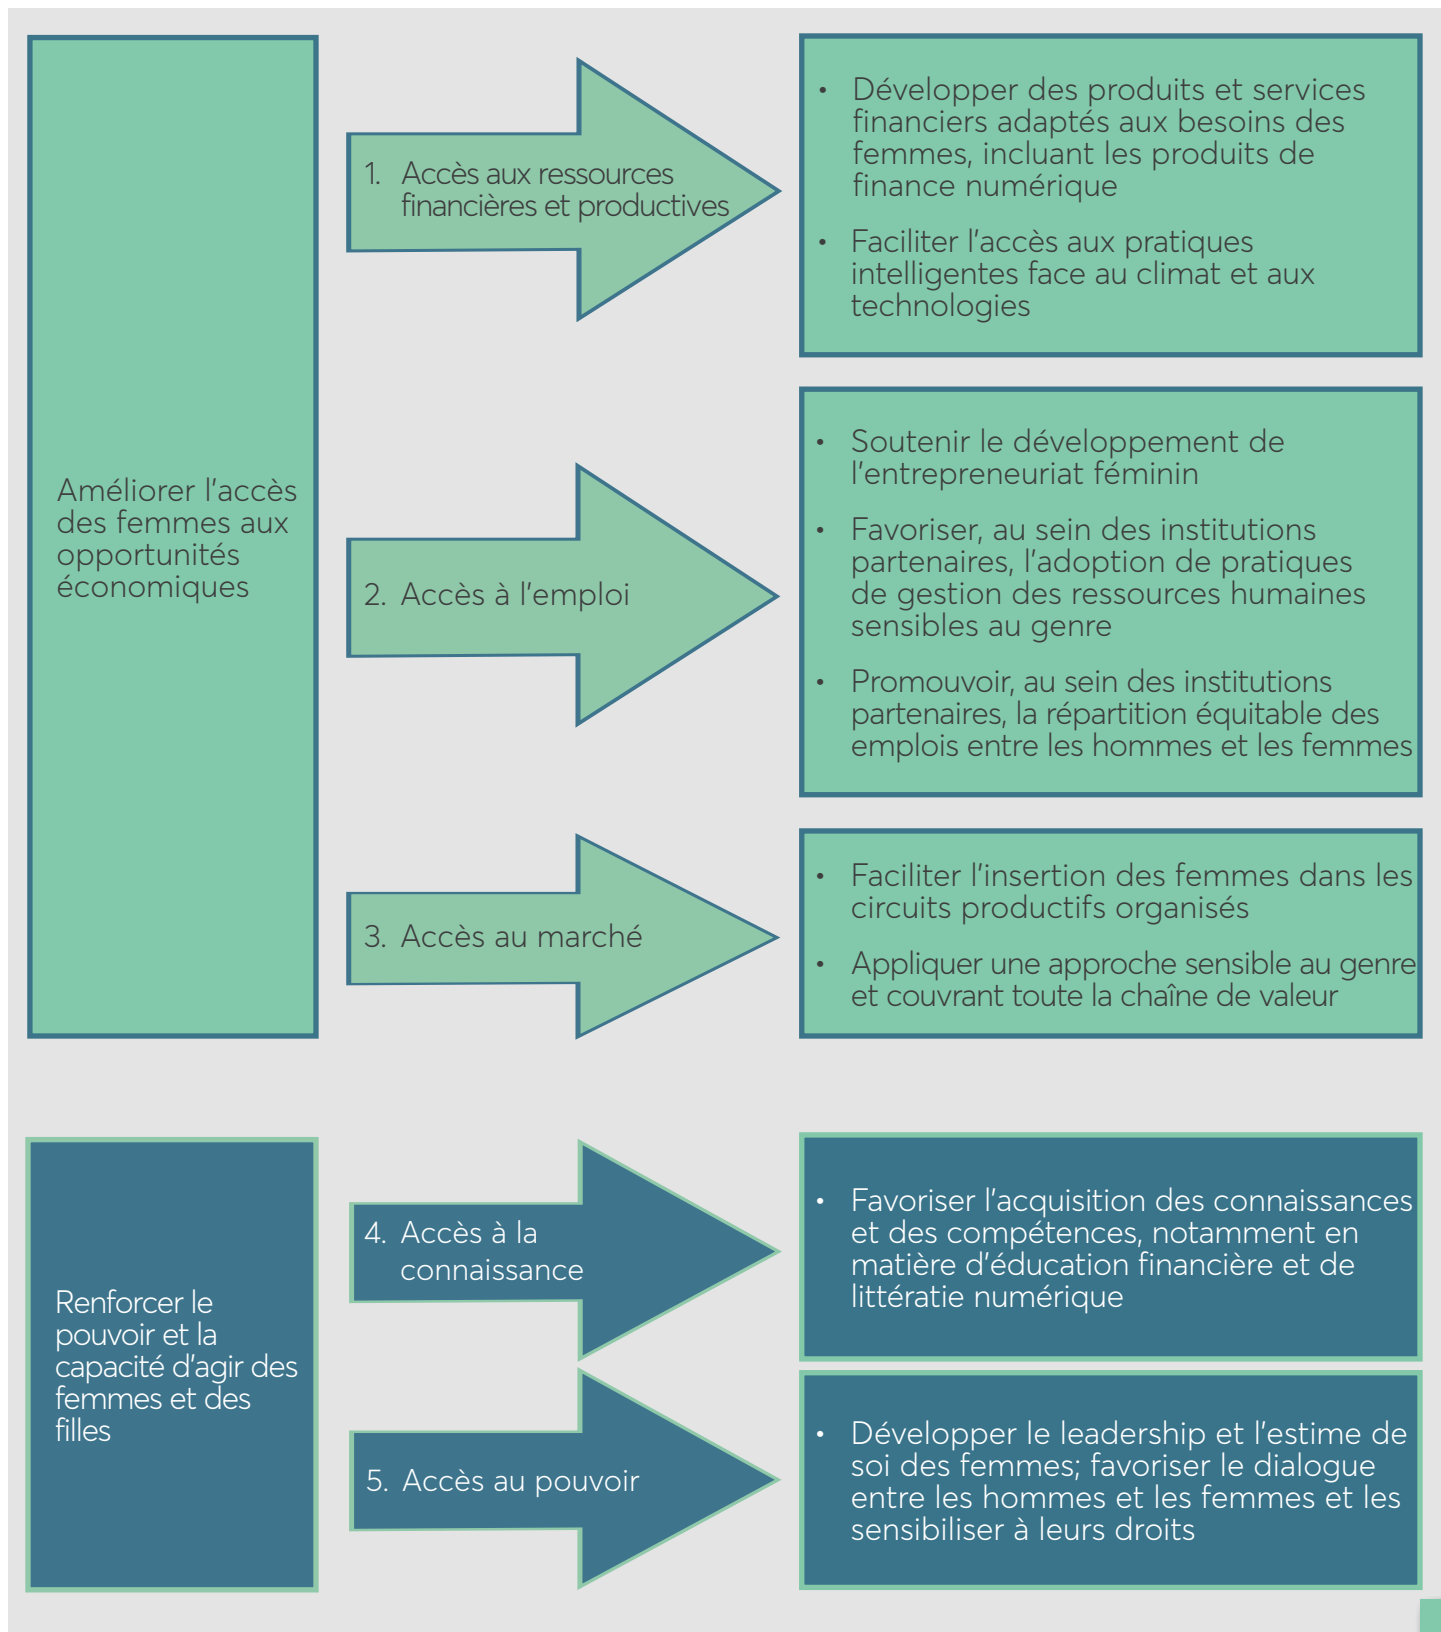 Améliorer l'accès
des femmes aux
opportunités
économiques
1. Accès aux ressources
financières et productives
• Développer des produits et services
financiers adaptés aux besoins des
femmes, incluant les produits de
finance numérique
• Faciliter l'accès aux pratiques
intelligentes face au climat et aux
technologies
2. Accès à l'emploi
• Soutenir le développement de
l'entrepreneuriat féminin
• Favoriser, au sein des institutions
partenaires, l'adoption de pratiques
de gestion des ressources humaines
sensibles au genre
• Promouvoir, au sein des institutions
partenaires, la répartition équitable des
emplois entre les hommes et les femmes
3. Accès au marché
• Faciliter l'insertion des femmes dans les
circuits productifs organisés
• Appliquer une approche sensible au genre
et couvrant toute la chaîne de valeur
Renforcer le
pouvoir et la
capacité d'agir des
femmes et des
filles
4. Accès à la
connaissance
• Favoriser l'acquisition des connaissances
et des compétences, notamment en
matière d'éducation financière et de
littératie numérique
5. Accès au pouvoir
• Développer le leadership et l'estime de
soi des femmes; favoriser le dialogue
entre les hommes et les femmes et les
sensibiliser à leurs droits